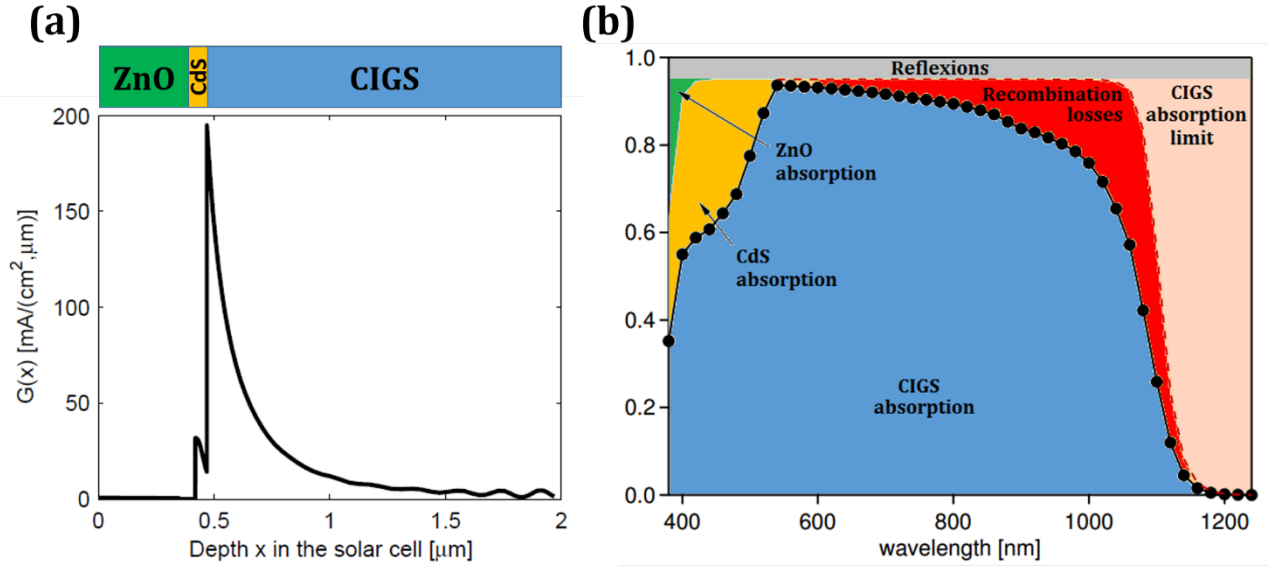 (a)
ZnO
CdS
CIGS
200
150
100
50
0
G(x) [mA/(cm²,μm)]
0
0.5
1
1.5
2
Depth x in the solar cell [μm]
(b)
1.0
0.8
0.6
0.4
0.2
0.0
Reflexions
Recombination
losses
CIGS
absorption
limit
ZnO
absorption
CdS
absorption
CIGS
absorption
400
600
800
1000
1200
wavelength [nm]